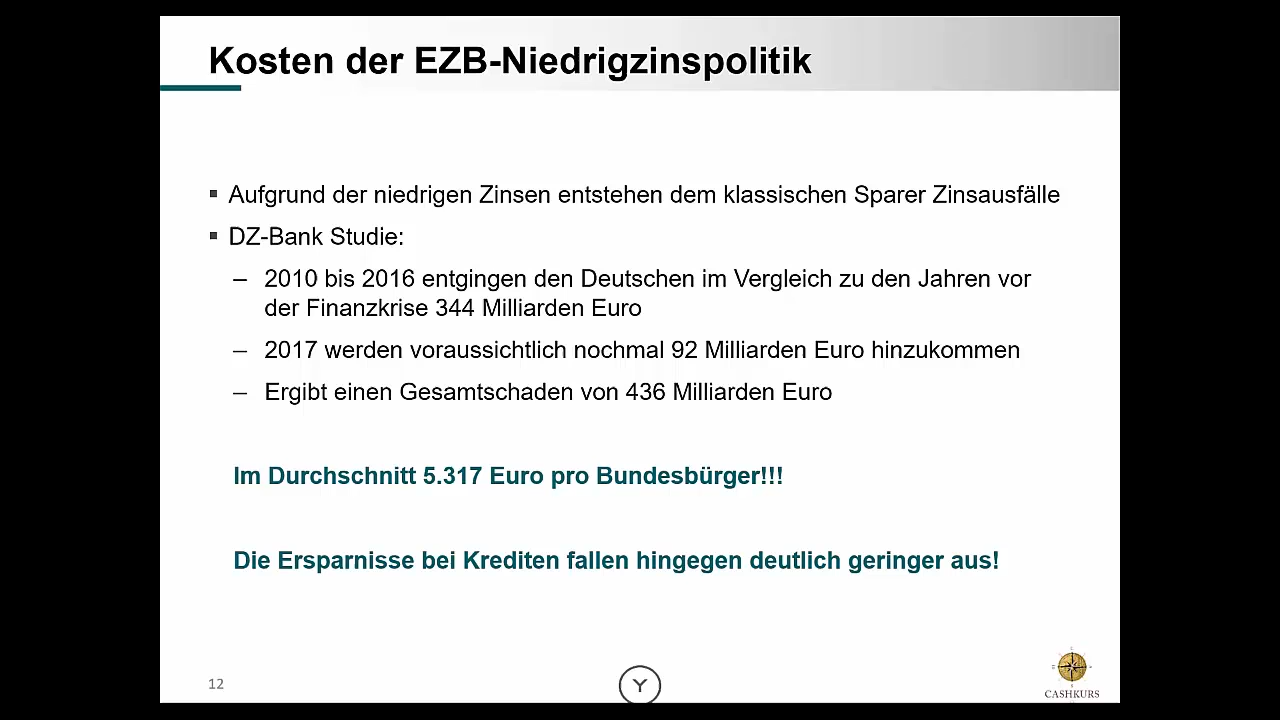 Kosten der EZB-Niedrigzinspolitik
▪ Aufgrund der niedrigen Zinsen entstehen dem klassischen Sparer Zinsausfälle
▪ DZ-Bank Studie:
– 2010 bis 2016 entgingen den Deutschen im Vergleich zu den Jahren vor
der Finanzkrise 344 Milliarden Euro
– 2017 werden voraussichtlich nochmal 92 Milliarden Euro hinzukommen
– Ergibt einen Gesamtschaden von 436 Milliarden Euro
Im Durchschnitt 5.317 Euro pro Bundesbürger!!!
Die Ersparnisse bei Krediten fallen hingegen deutlich geringer aus!
12
Y
CASHKURS